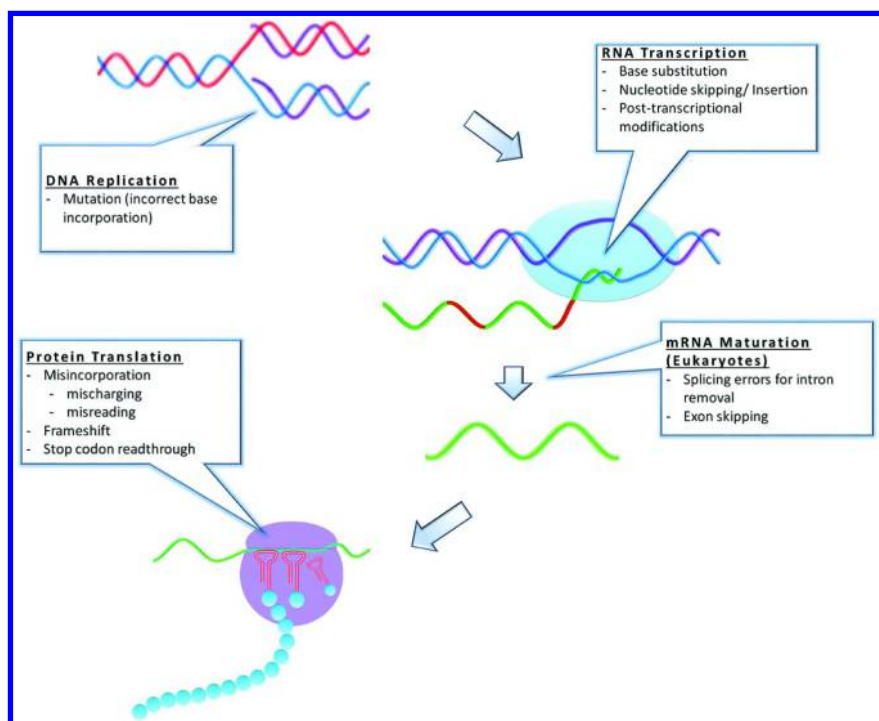 DNA Replication
- Mutation (incorrect base
incorporation)
RNA Transcription
- Base substitution
- Nucleotide skipping/ Insertion
- Post-transcriptional
modifications
mRNA Maturation
(Eukaryotes)
- Splicing errors for intron
removal
- Exon skipping
Protein Translation
- Misincorporation
- mischarging
- misreading
- Frameshift
- Stop codon readthrough